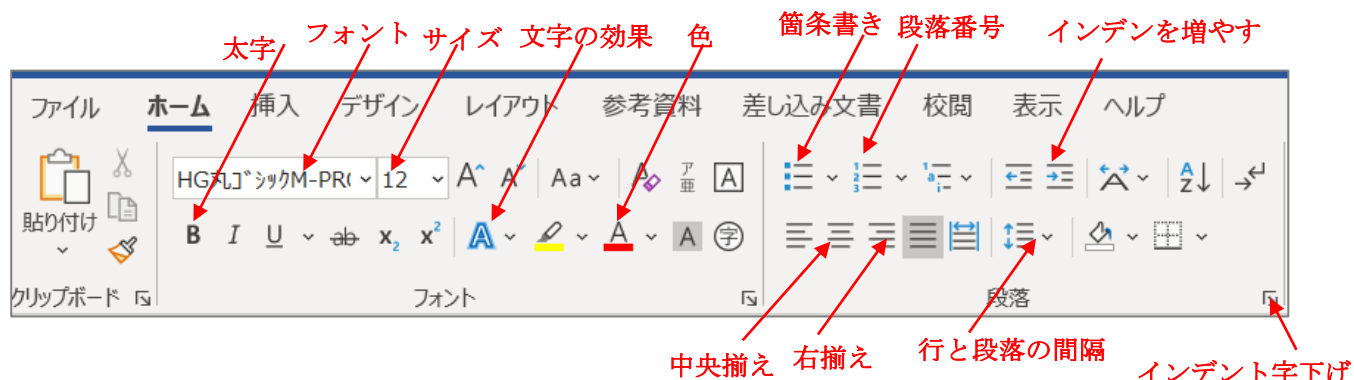 太字 フォント サイズ 文字の効果 色 箇条書き 段落番号 インデンを増やす
ファイル ホーム 挿入 デザイン レイアウト 参考資料 差し込み文書 校閲 表示 ヘルプ
HG丸ｺﾞｼｯｸM-PR( 12 A A Aa A ア亜 A
貼り付け
B I U ab x₂ x² A A A 字
クリップボード フォント 段落
中央揃え 右揃え 行と段落の間隔 インデント字下げ